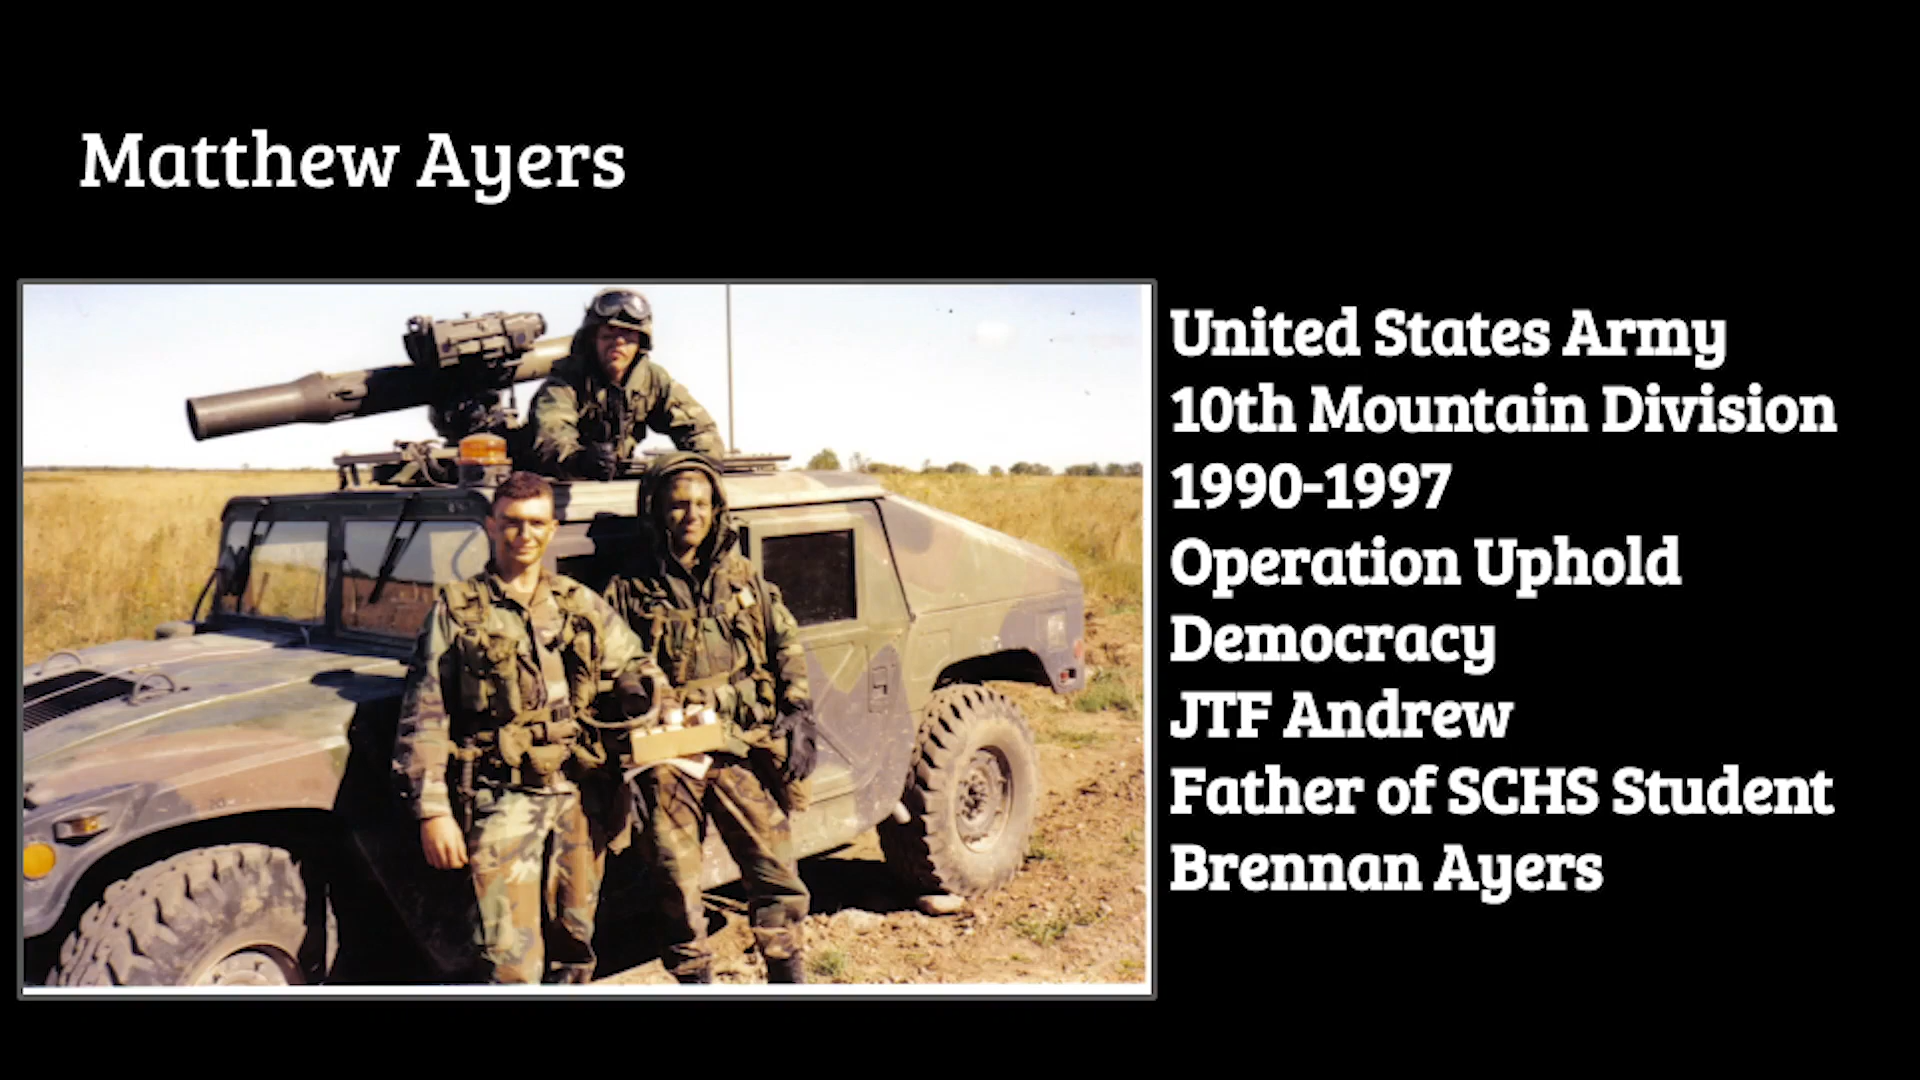 Matthew Ayers
United States Army
10th Mountain Division
1990-1997
Operation Uphold
Democracy
JTF Andrew
Father of SCHS Student
Brennan Ayers